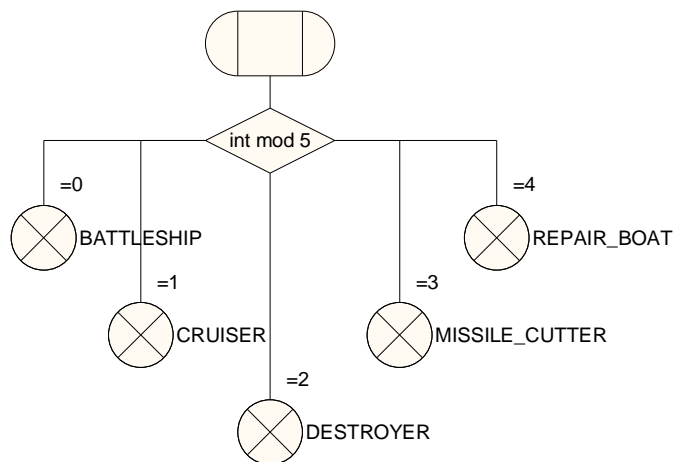 int mod 5
=0
=4
BATTLESHIP
REPAIR_BOAT
=1
=3
CRUISER
MISSILE_CUTTER
=2
DESTROYER